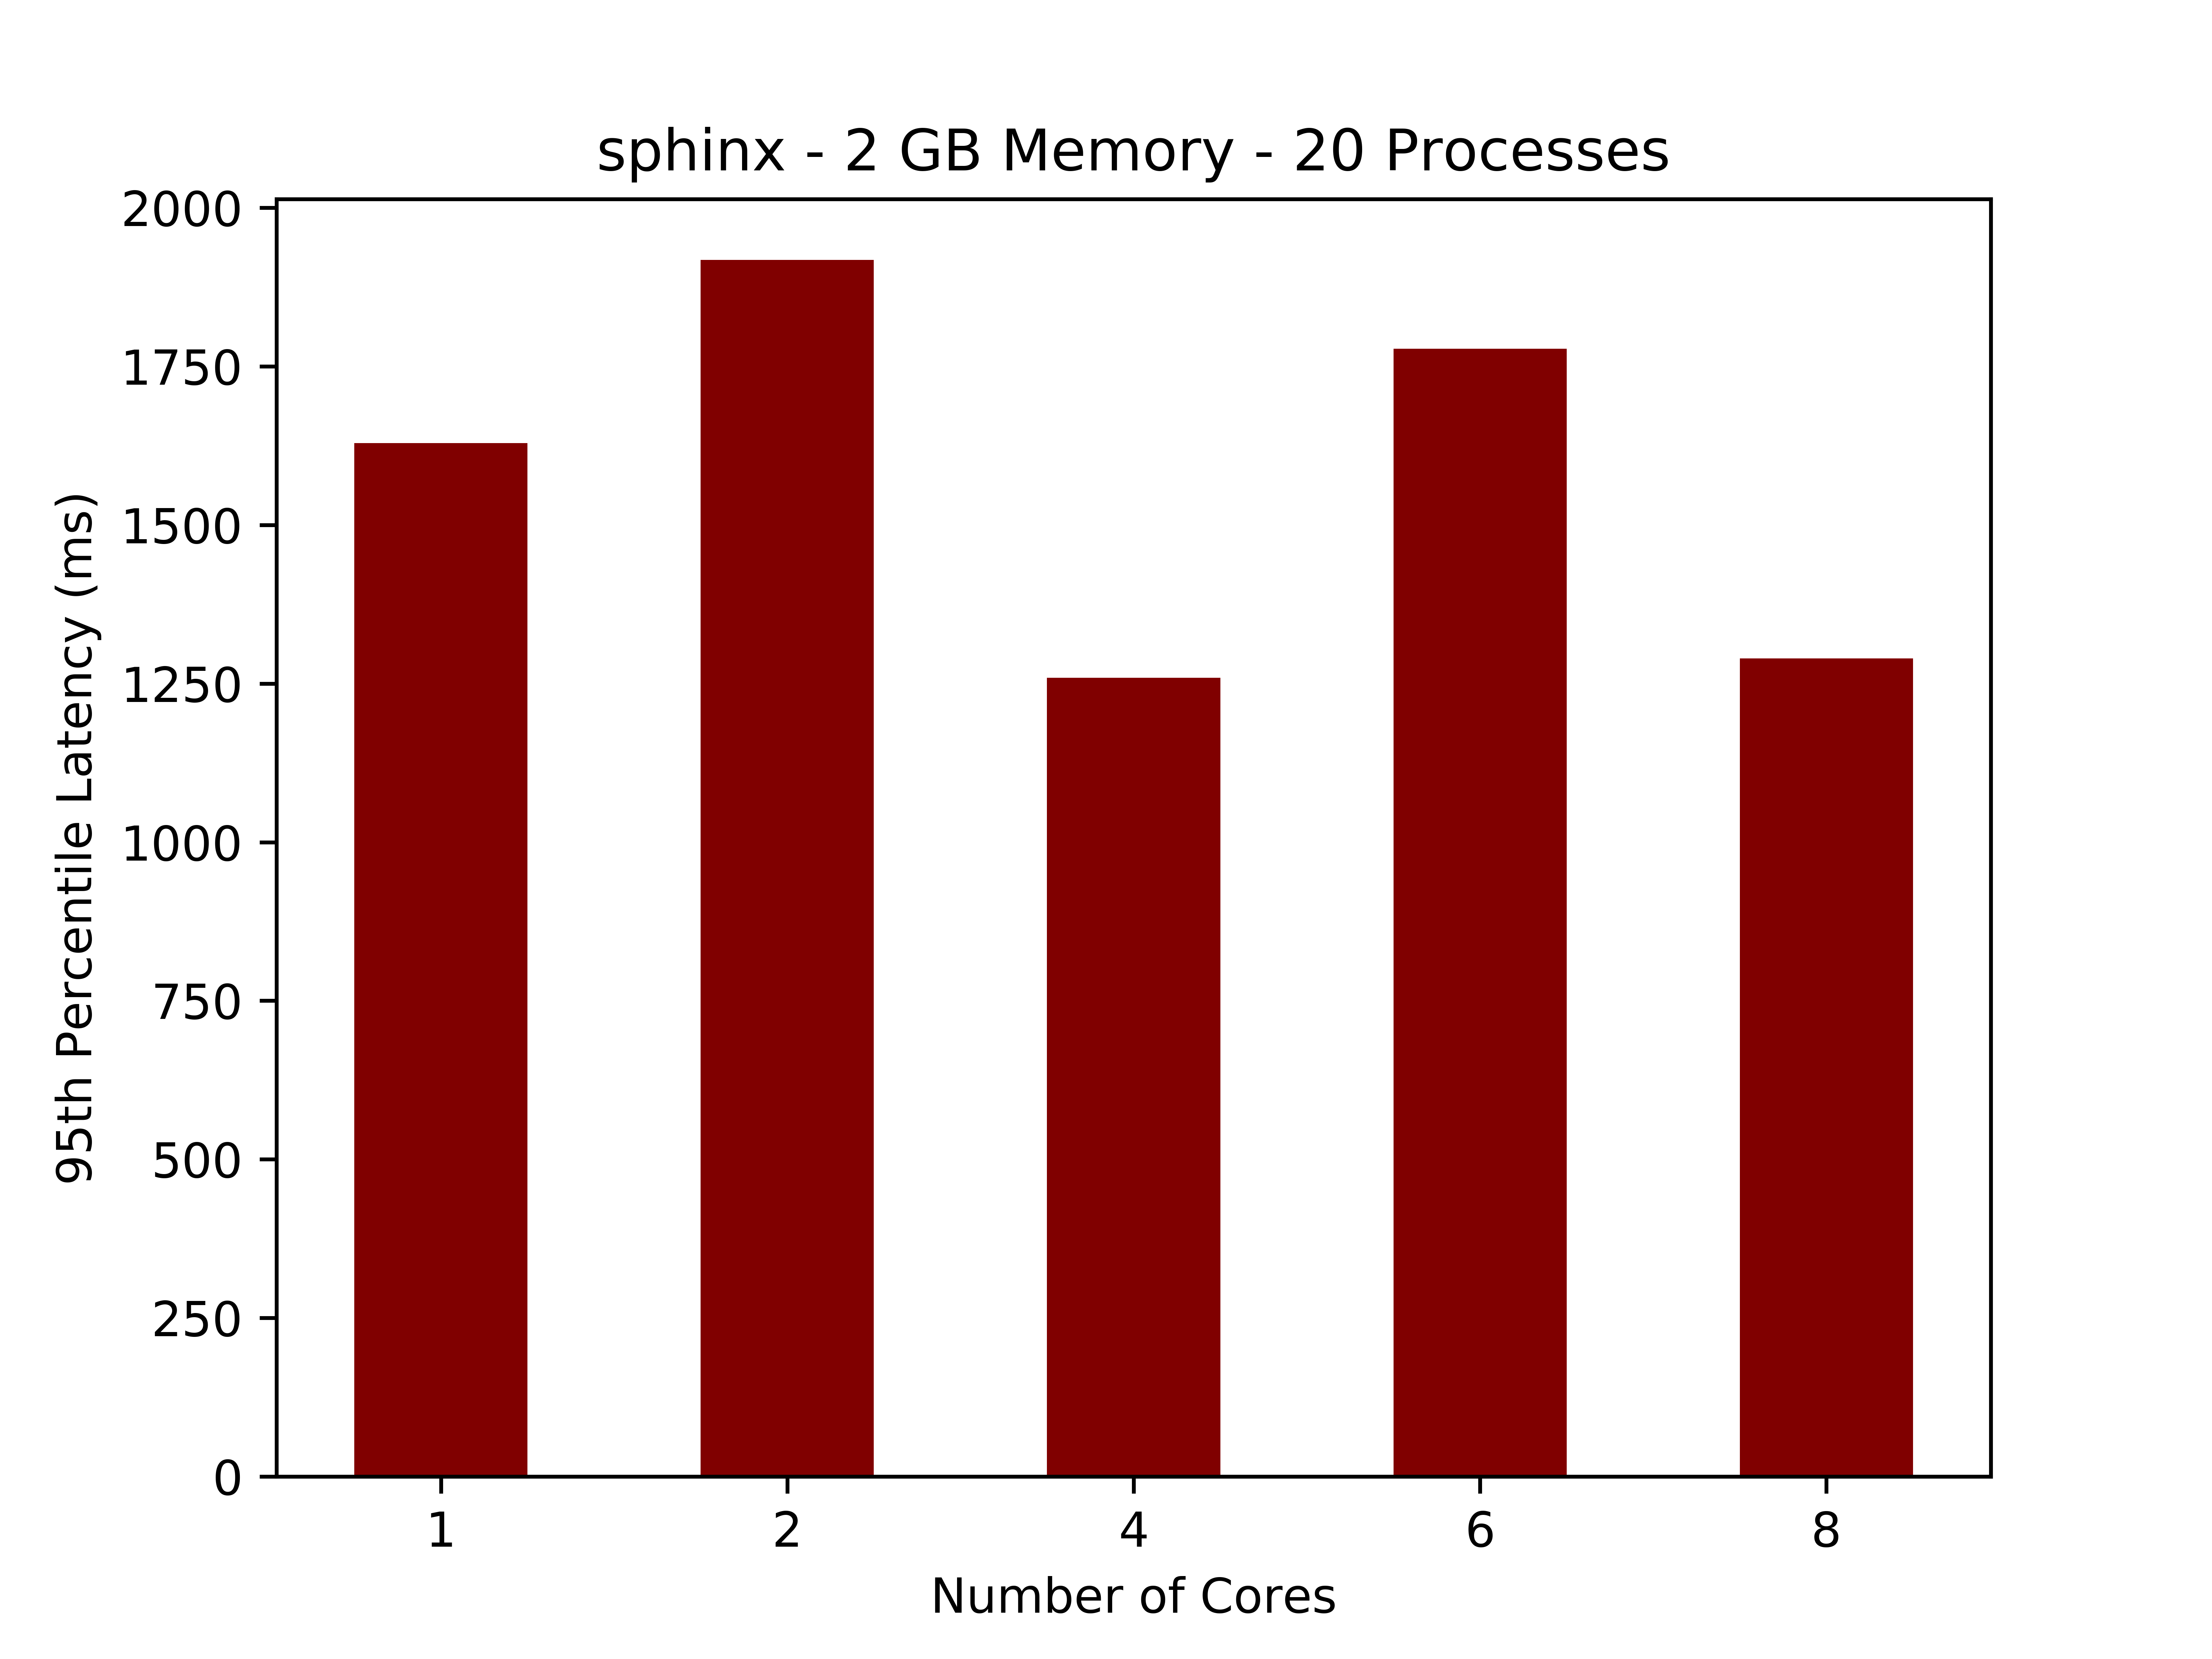 sphinx - 2 GB Memory - 20 Processes
95th Percentile Latency (ms)
2000
1750
1500
1250
1000
750
500
250
0
1 2 4 6 8
Number of Cores